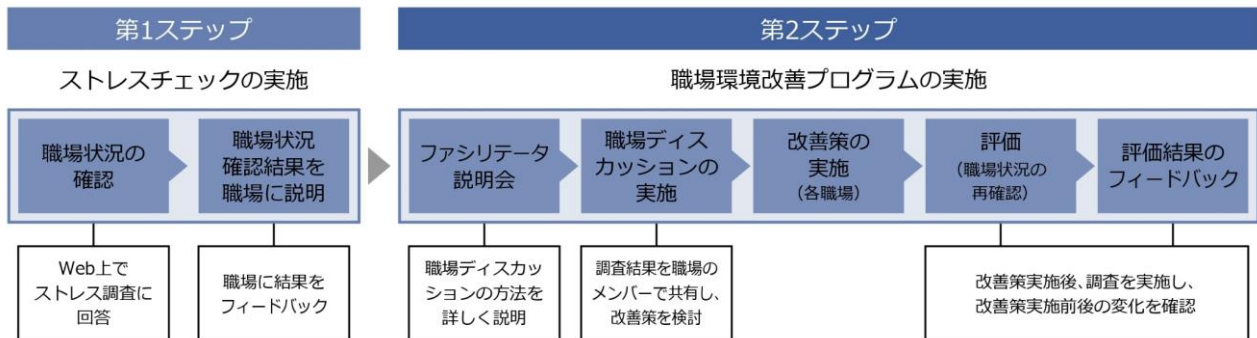 第1ステップ
第2ステップ
ストレスチェックの実施
職場環境改善プログラムの実施
職場状況の
確認
職場状況
確認結果を
職場に説明
ファシリテータ
説明会
職場ディス
カッションの
実施
改善策の
実施
(各職場)
評価
(職場状況の
再確認)
評価結果の
フィードバック
Web上で
ストレス調査に
回答
職場に結果を
フィードバック
職場ディスカッ
ションの方法を
詳しく説明
調査結果を職場の
メンバーで共有し、
改善策を検討
改善策実施後、調査を実施し、
改善策実施前後の変化を確認